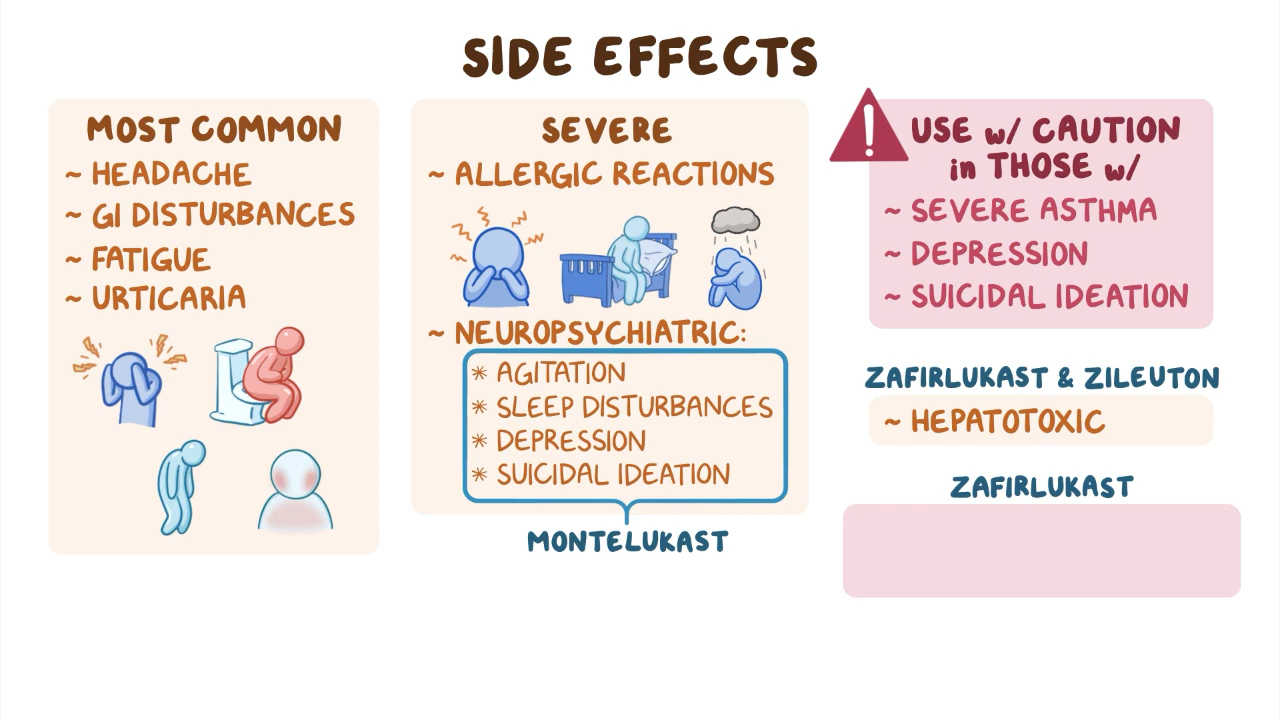 SIDE EFFECTS
MOST COMMON
~ HEADACHE
~ GI DISTURBANCES
~ FATIGUE
~ URTICARIA
SEVERE
~ ALLERGIC REACTIONS
~ NEUROPSYCHIATRIC:
* AGITATION
* SLEEP DISTURBANCES
* DEPRESSION
* SUICIDAL IDEATION
MONTELUKAST
! USE w/ CAUTION
in THOSE w/
~ SEVERE ASTHMA
~ DEPRESSION
~ SUICIDAL IDEATION
ZAFIRLUKAST & ZILEUTON
~ HEPATOTOXIC
ZAFIRLUKAST